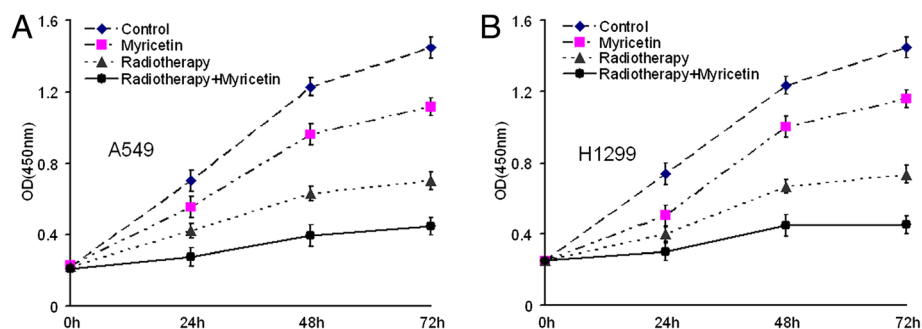 A
1.6
1.2
0.8
0.4
0
OD(450nm)
Control
Myricetin
Radiotherapy
Radiotherapy+Myricetin
A549
0h
24h
48h
72h
B
1.6
1.2
0.8
0.4
0
OD(450nm)
Control
Myricetin
Radiotherapy
Radiotherapy+Myricetin
H1299
0h
24h
48h
72h